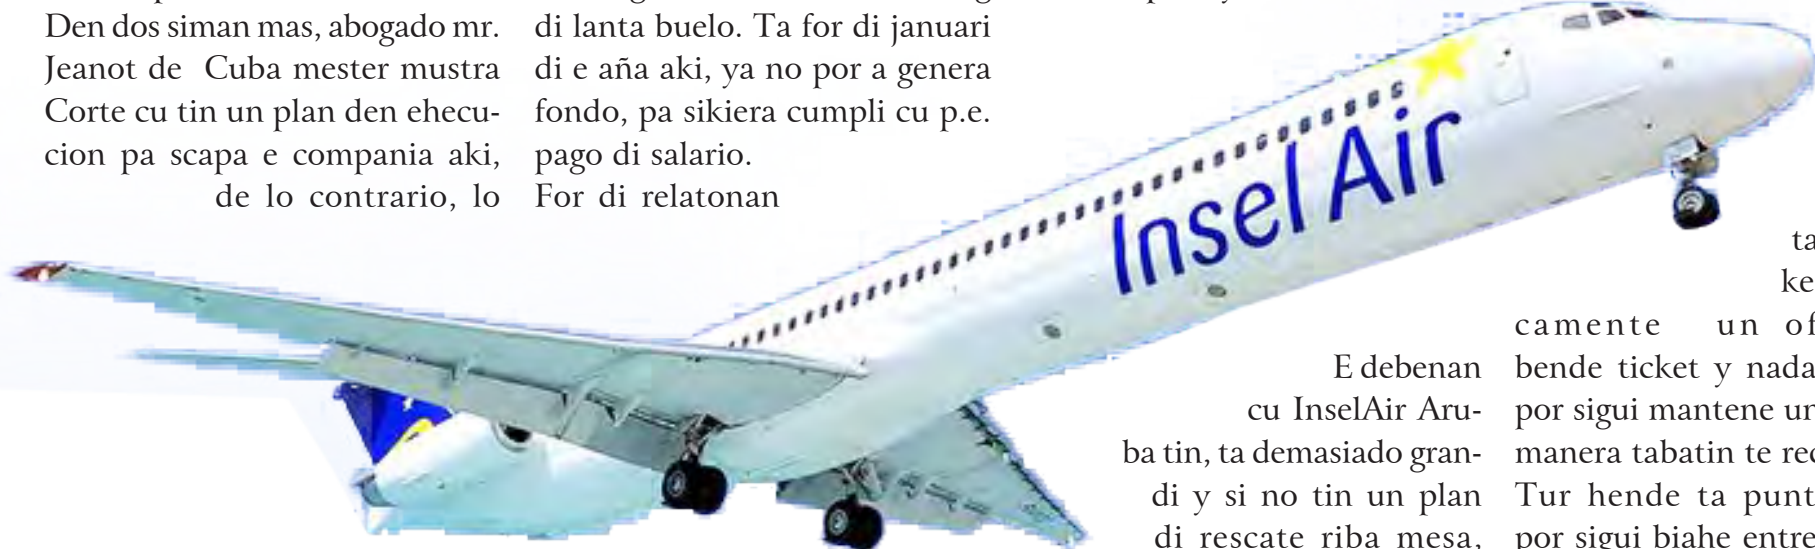 Den dos siman mas, abogado mr.
Jeanot de Cuba mester mustra
Corte cu tin un plan den ehecu-
cion pa scapa e compania aki,
de lo contrario, lo
di lanta buelo. Ta for di januari
di e aña aki, ya no por a genera
fondo, pa sikiera cumpli cu p.e.
pago di salario.
For di relatonan
Insel Air
E debenan
cu InselAir Aru-
ba tin, ta demasiado gran-
di y si no tin un plan
di rescate riba mesa,
ta
ke
camente un of
bende ticket y nada
por sigui mantene un
manera tabatin te rec
Tur hende ta punt
por sigui biahe entre